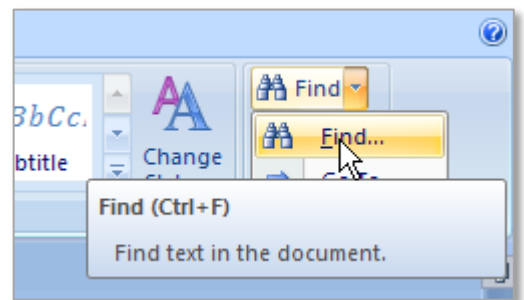 Find
BbCc
Find...
btitle
Change
Find (Ctrl+F)
Find text in the document.